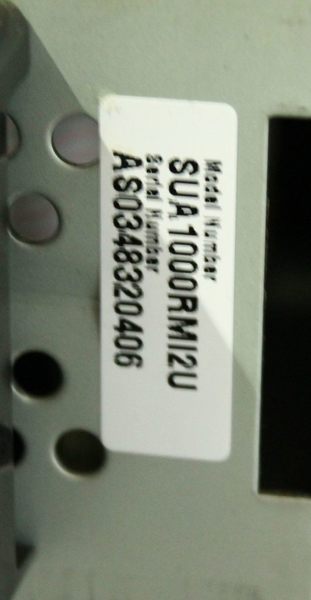 Model Number
SUA1000RMI2U
Serial Number
AS0348320406